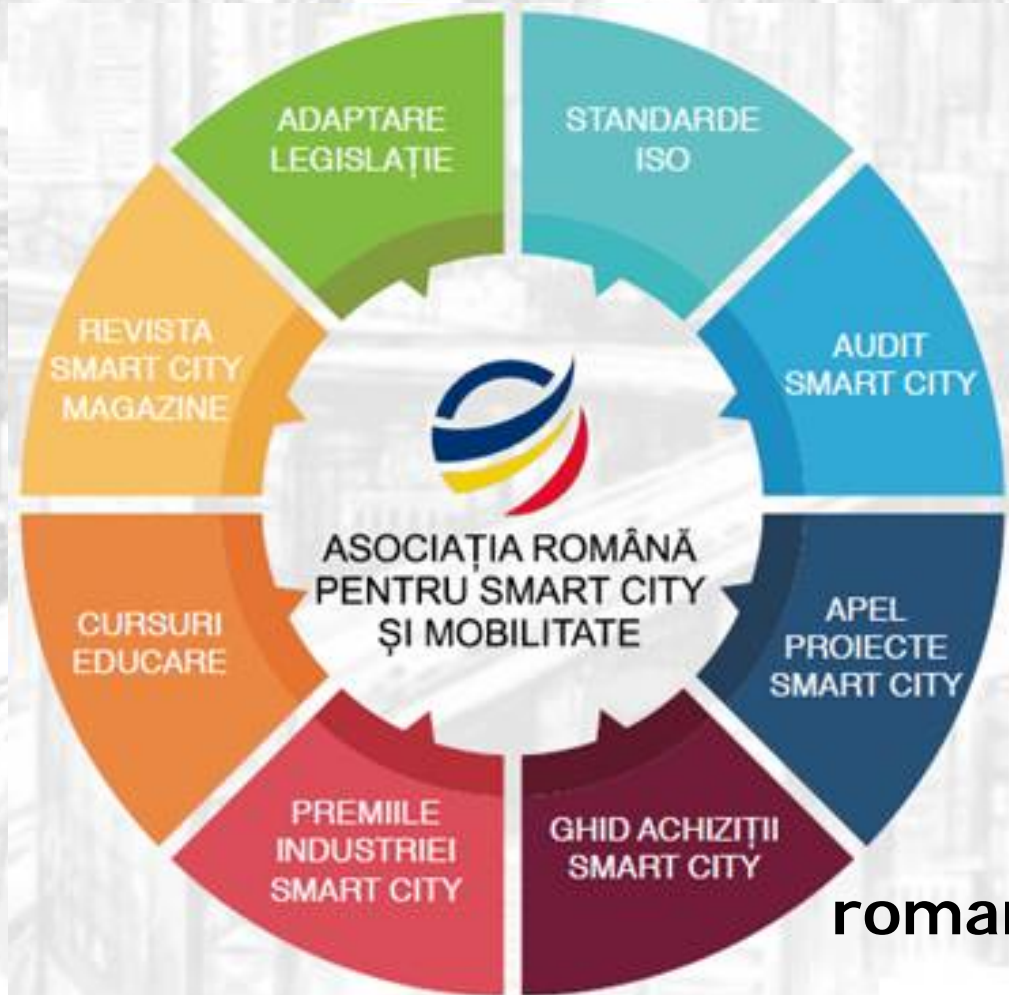 ADAPTARE
LEGISLAȚIE
STANDARDE
ISO
AUDIT
SMART CITY
APEL
PROIECTE
SMART CITY
GHID ACHIZIȚII
SMART CITY
PREMIILE
INDUSTRIEI
SMART CITY
CURSURI
EDUCARE
REVISTA
SMART CITY
MAGAZINE
ASOCIAȚIA ROMÂNĂ
PENTRU SMART CITY
ȘI MOBILITATE